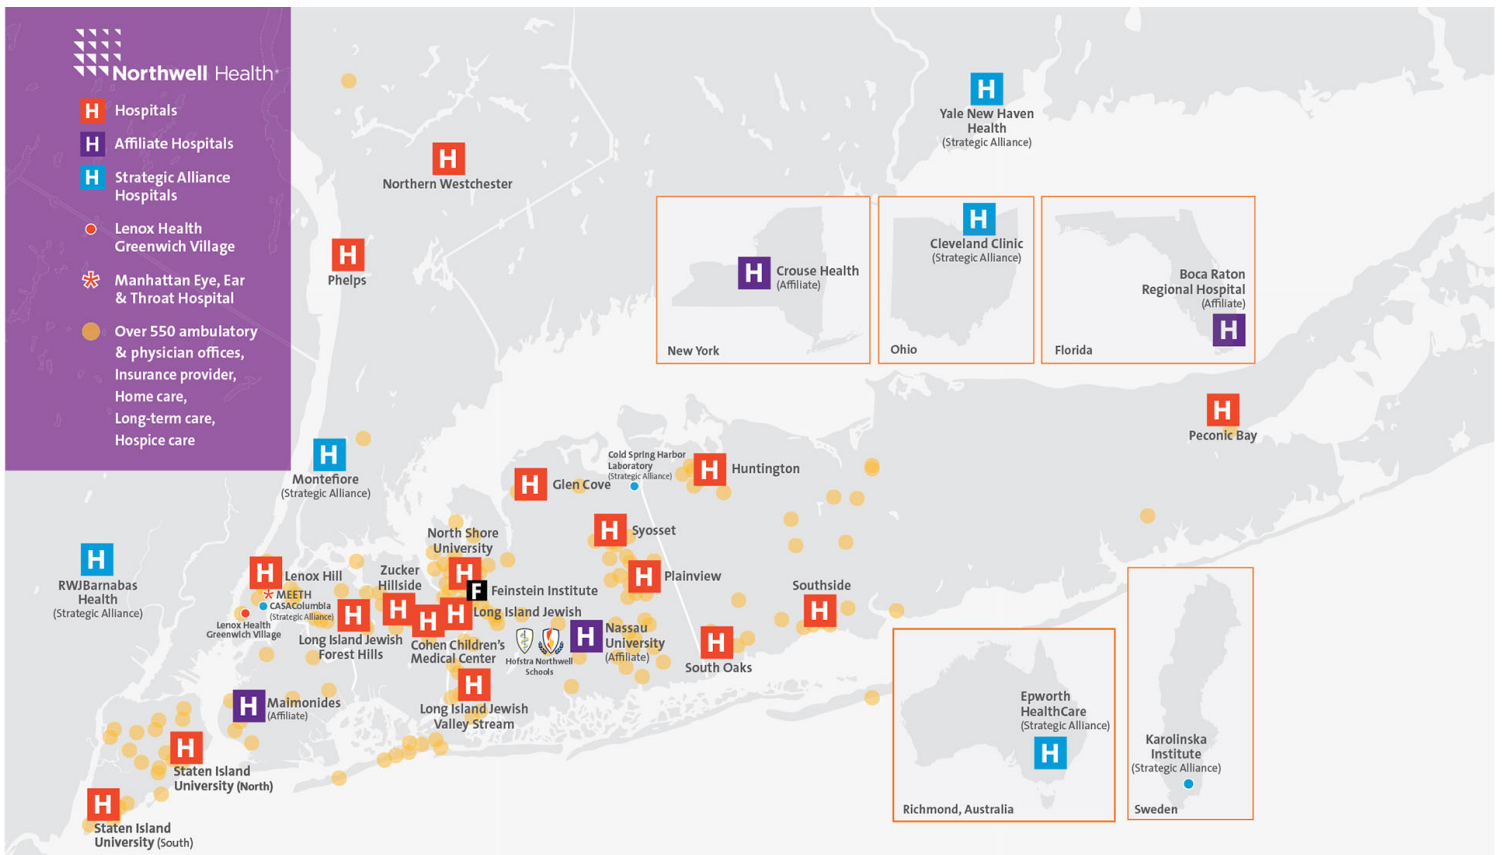 Northwell Health
H Hospitals
H Affiliate Hospitals
H Strategic Alliance
Hospitals
Lenox Health
Greenwich Village
Manhattan Eye, Ear
& Throat Hospital
Over 550 ambulatory
& physician offices,
Insurance provider,
Home care,
Long-term care,
Hospice care
H
Yale New Haven
Health
(Strategic Alliance)
H
Northern Westchester
H
Phelps
H
Crouse Health
(Affiliate)
New York
H
Cleveland Clinic
(Strategic Alliance)
Ohio
Boca Raton
Regional Hospital
(Affiliate)
H
Florida
H
Peconic Bay
H
Montefiore
(Strategic Alliance)
Cold Spring Harbor
Laboratory
(Strategic Alliance)
H
Huntington
H
Glen Cove
H
Syosset
North Shore
University
H
H
RWJBarnabas
Health
(Strategic Alliance)
H
Lenox Hill
MEETH
CASAColumbia
(Strategic Alliance)
Lenox Health
Greenwich Village
Zucker
Hillside
H
F
Feinstein Institute
H
Plainview
H
Long Island Jewish
Forest Hills
H
H
Long Island Jewish
Cohen Children's
Medical Center
Hofstra Northwell
Schools
H
Nassau
University
(Affiliate)
Southside
H
H
South Oaks
H
Long Island Jewish
Valley Stream
H
Maimonides
(Affiliate)
H
Staten Island
University (North)
H
Staten Island
University (South)
Epworth
HealthCare
(Strategic Alliance)
H
Richmond, Australia
Karolinska
Institute
(Strategic Alliance)
Sweden